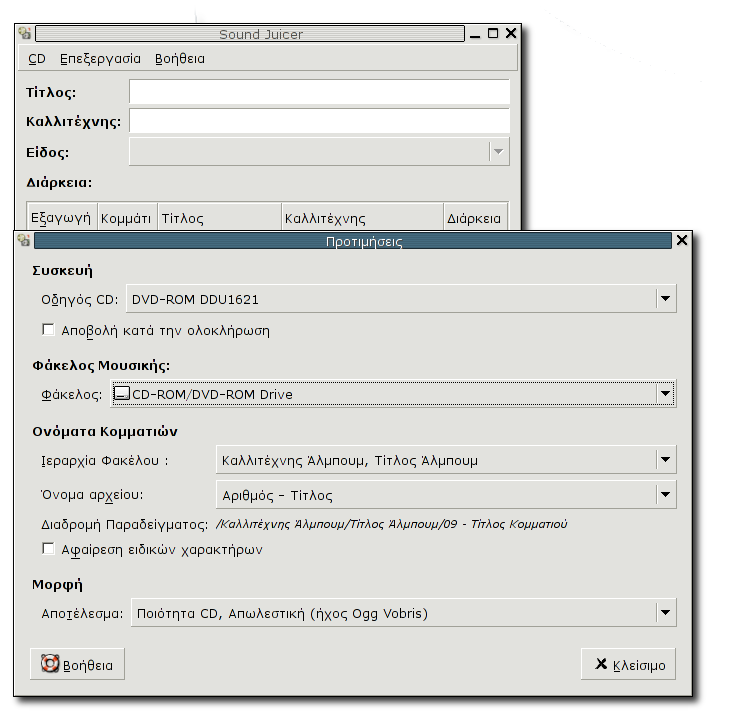 Sound Juicer
CD Επεξεργασία Βοήθεια
Τίτλος:
Καλλιτέχνης:
Είδος:
Διάρκεια:
Εξαγωγή Κομμάτι Τίτλος Καλλιτέχνης Διάρκεια
Προτιμήσεις
Συσκευή
Οδηγός CD: DVD-ROM DDU1621
Αποβολή κατά την ολοκλήρωση
Φάκελος Μουσικής:
Φάκελος: CD-ROM/DVD-ROM Drive
Ονόματα Κομματιών
Ιεραρχία Φακέλου : Καλλιτέχνης Άλμπουμ, Τίτλος Άλμπουμ
Όνομα αρχείου: Αριθμός - Τίτλος
Διαδρομή Παραδείγματος: /Καλλιτέχνης Άλμπουμ/Τίτλος Άλμπουμ/09 - Τίτλος Κομματιού
Αφαίρεση ειδικών χαρακτήρων
Μορφή
Αποτέλεσμα: Ποιότητα CD, Απωλεστική (ήχος Ogg Vobris)
Βοήθεια Κλείσιμο